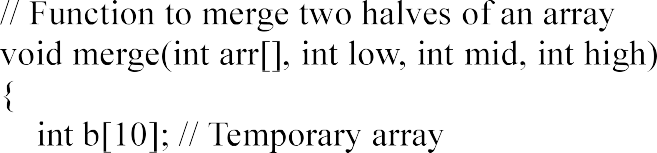 // Function to merge two halves of an array
void merge(int arr[], int low, int mid, int high)
{
int b[10]; // Temporary array